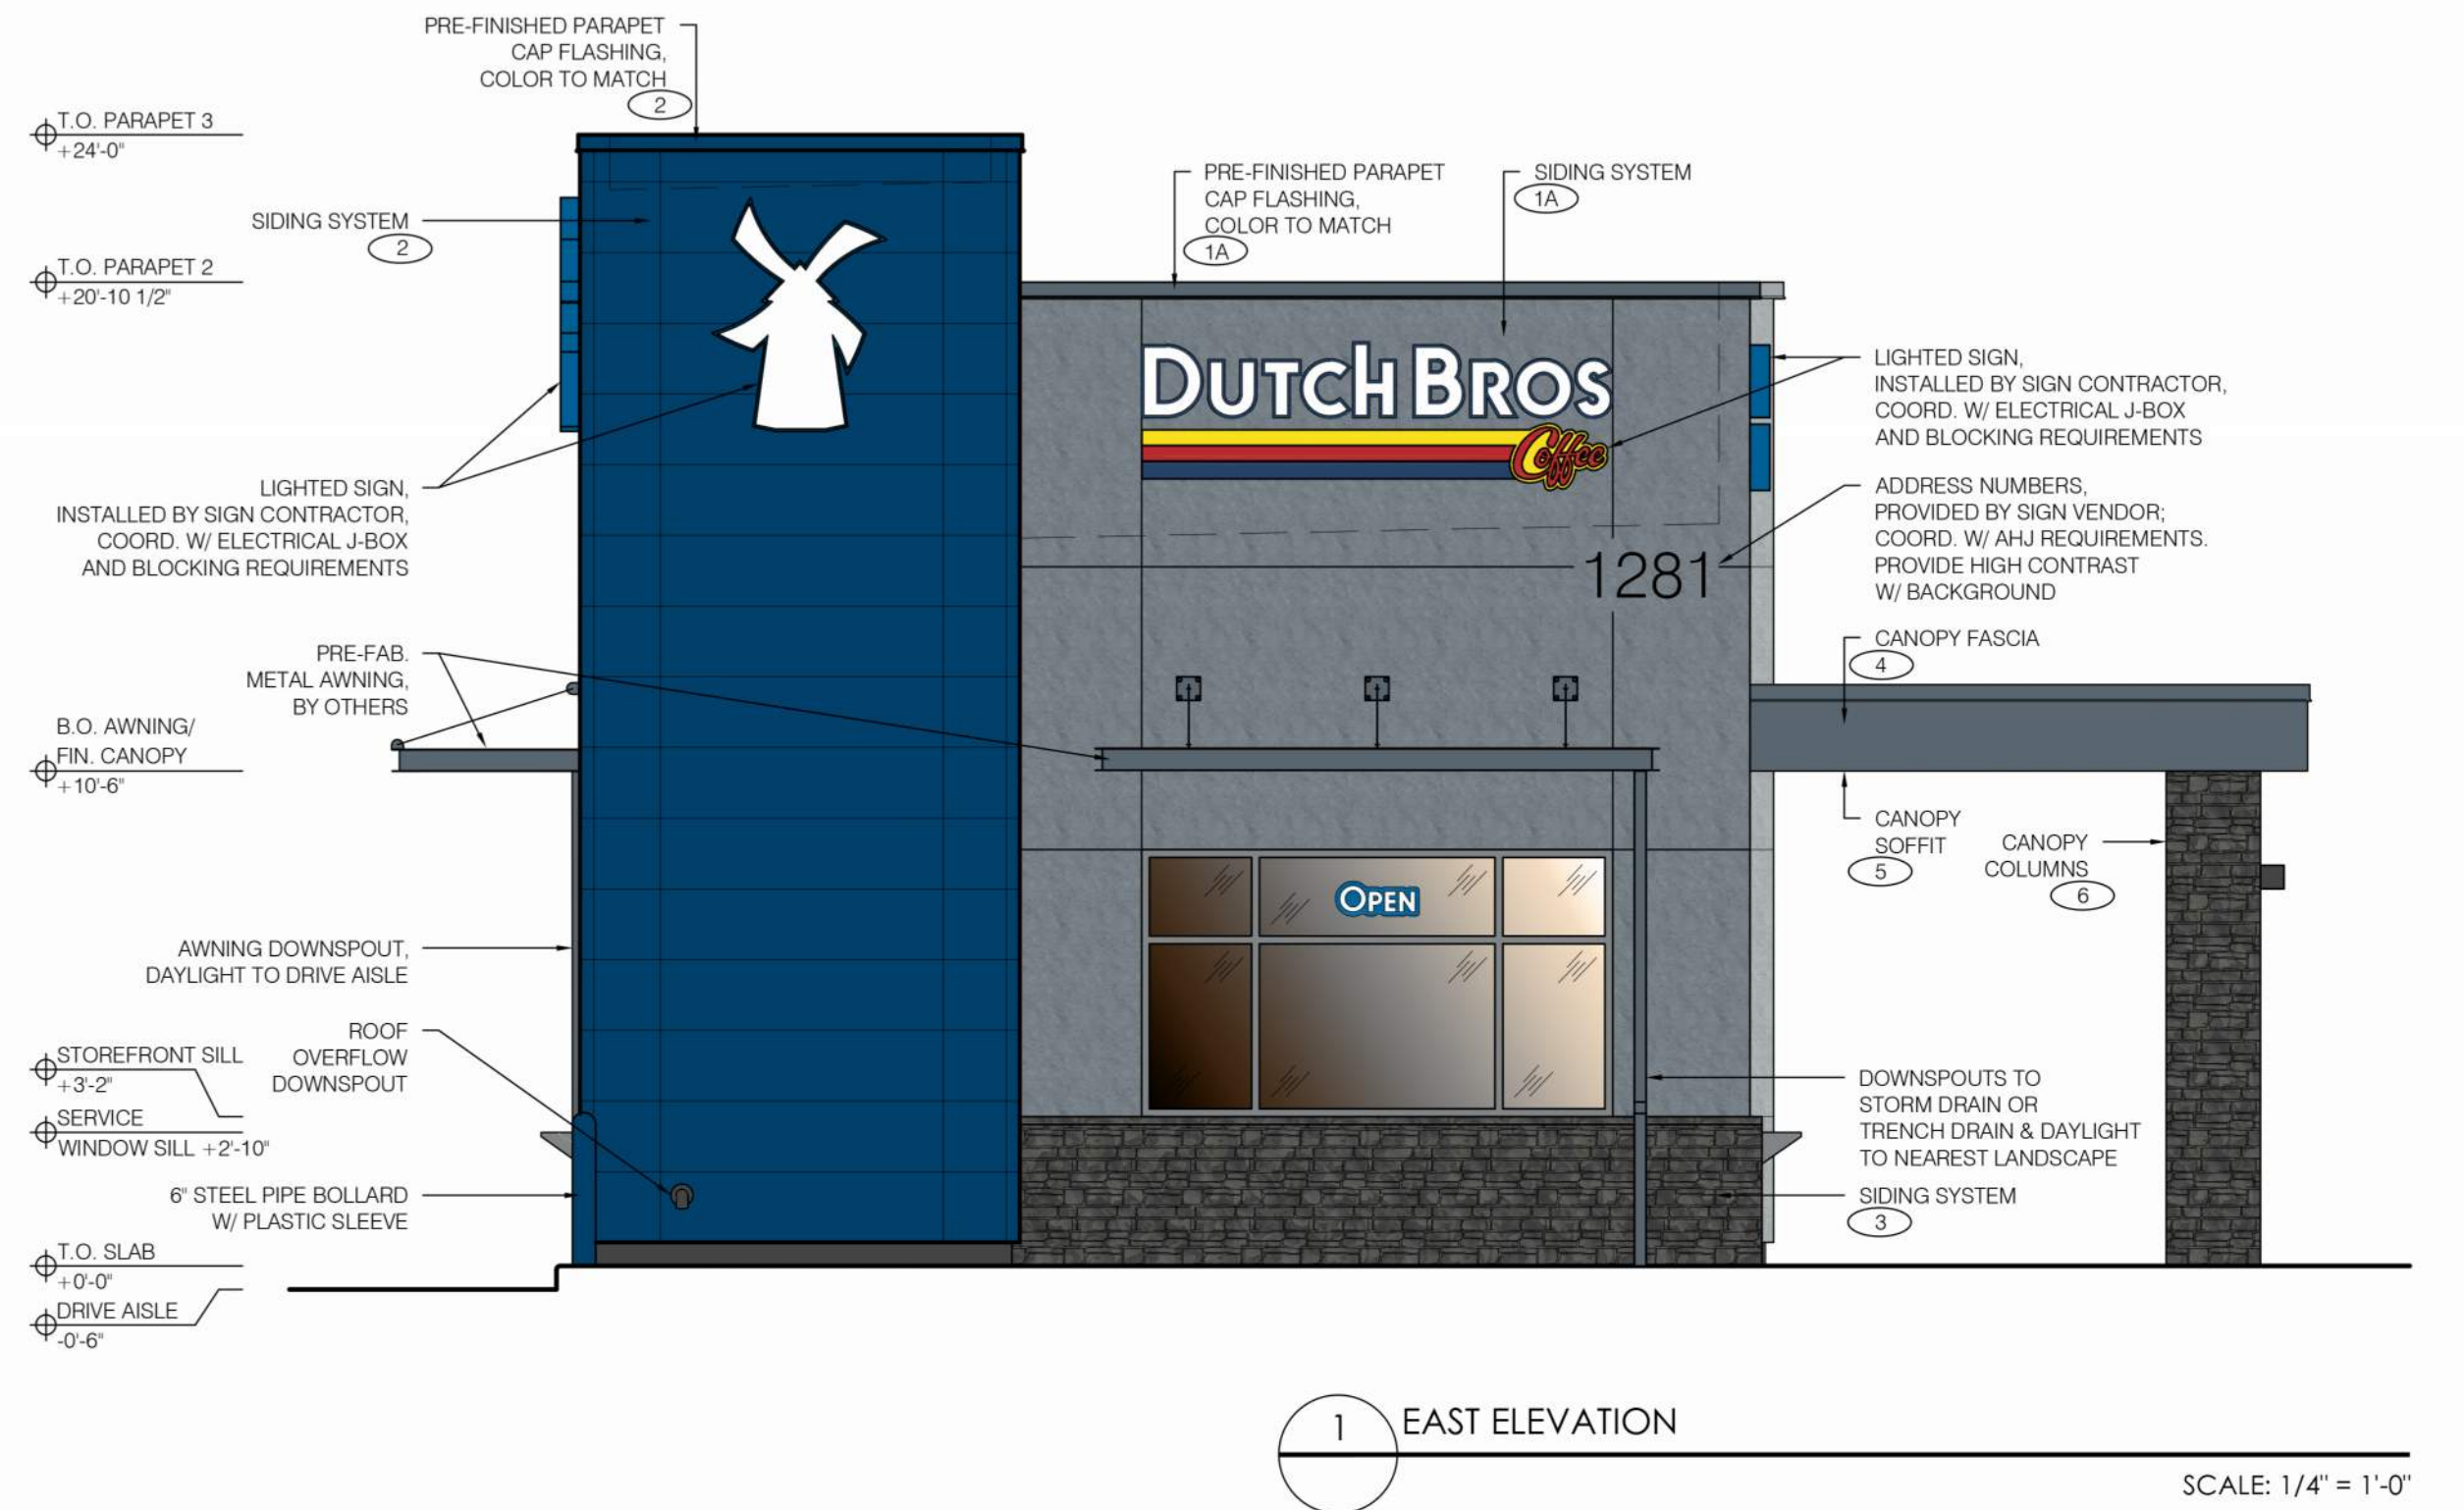 PRE-FINISHED PARAPET
CAP FLASHING,
COLOR TO MATCH
2
T.O. PARAPET 3
+24'-0"
SIDING SYSTEM
2
T.O. PARAPET 2
+20'-10 1/2"
PRE-FINISHED PARAPET
CAP FLASHING,
COLOR TO MATCH
1A
SIDING SYSTEM
1A
DUTCH BROS
Coffee
LIGHTED SIGN,
INSTALLED BY SIGN CONTRACTOR,
COORD. W/ ELECTRICAL J-BOX
AND BLOCKING REQUIREMENTS
LIGHTED SIGN,
INSTALLED BY SIGN CONTRACTOR,
COORD. W/ ELECTRICAL J-BOX
AND BLOCKING REQUIREMENTS
ADDRESS NUMBERS,
PROVIDED BY SIGN VENDOR;
COORD. W/ AHJ REQUIREMENTS.
PROVIDE HIGH CONTRAST
W/ BACKGROUND
1281
CANOPY FASCIA
4
PRE-FAB.
METAL AWNING,
BY OTHERS
B.O. AWNING/
FIN. CANOPY
+10'-6"
CANOPY
SOFFIT
5
CANOPY
COLUMNS
6
OPEN
AWNING DOWNSPOUT,
DAYLIGHT TO DRIVE AISLE
ROOF
OVERFLOW
DOWNSPOUT
STOREFRONT SILL
+3'-2"
SERVICE
WINDOW SILL +2'-10"
DOWNSPOUTS TO
STORM DRAIN OR
TRENCH DRAIN & DAYLIGHT
TO NEAREST LANDSCAPE
6" STEEL PIPE BOLLARD
W/ PLASTIC SLEEVE
SIDING SYSTEM
3
T.O. SLAB
+0'-0"
DRIVE AISLE
-0'-6"
1
EAST ELEVATION
SCALE: 1/4" = 1'-0"